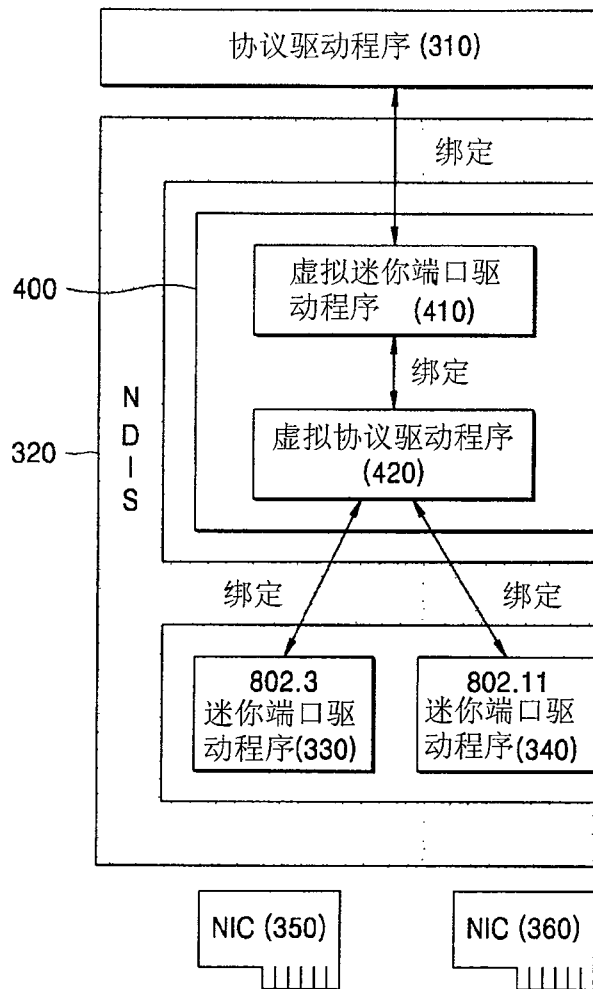 协议驱动程序 (310)
绑定
虚拟迷你端口驱
动程序 (410)
400
绑定
N
D
I
S
320
虚拟协议驱动程序
(420)
绑定
绑定
802.3
迷你端口驱
动程序(330)
802.11
迷你端口驱
动程序(340)
NIC (350)
NIC (360)